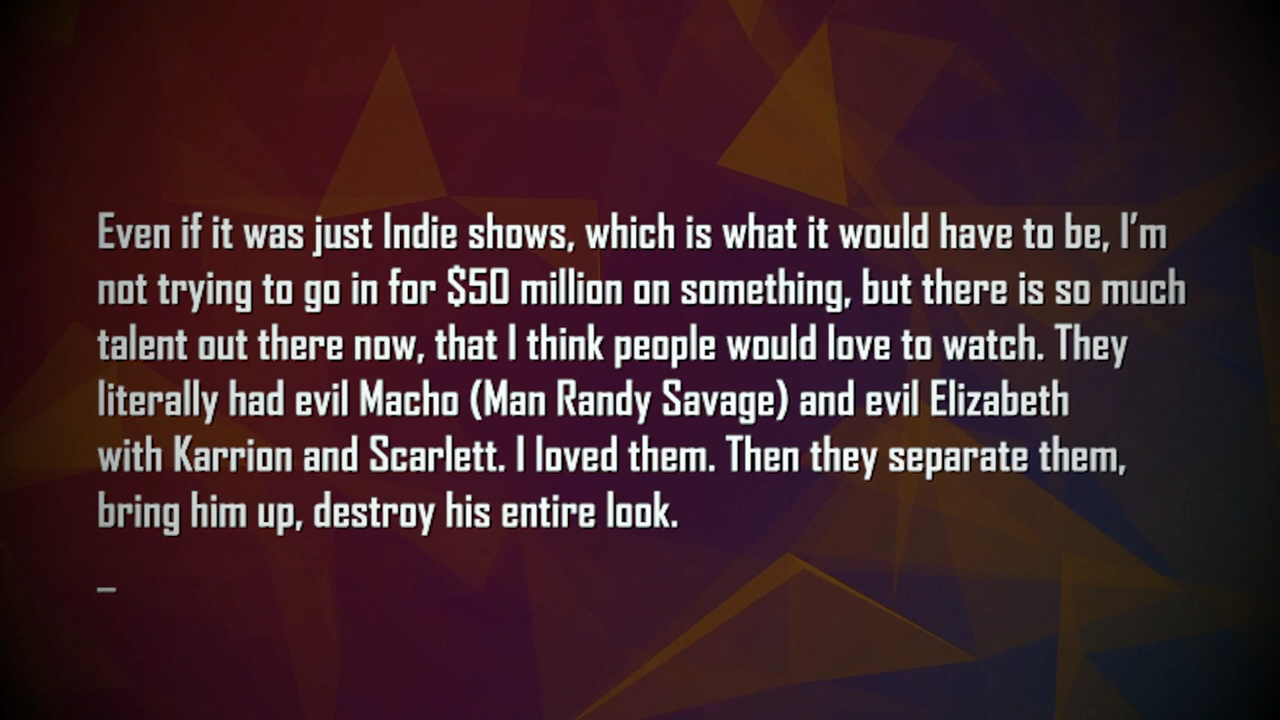 Even if it was just Indie shows, which is what it would have to be, I’m
not trying to go in for $50 million on something, but there is so much
talent out there now, that I think people would love to watch. They
literally had evil Macho (Man Randy Savage) and evil Elizabeth
with Karrion and Scarlett. I loved them. Then they separate them,
bring him up, destroy his entire look.
–